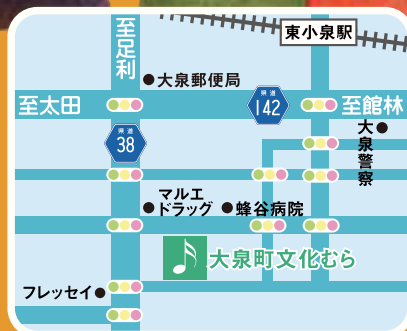 東小泉駅
至足利
大泉郵便局
至太田
県道
142
至館林
県道
38
大泉警察
マルエ
ドラッグ
蜂谷病院
大泉町文化むら
フレッセイ